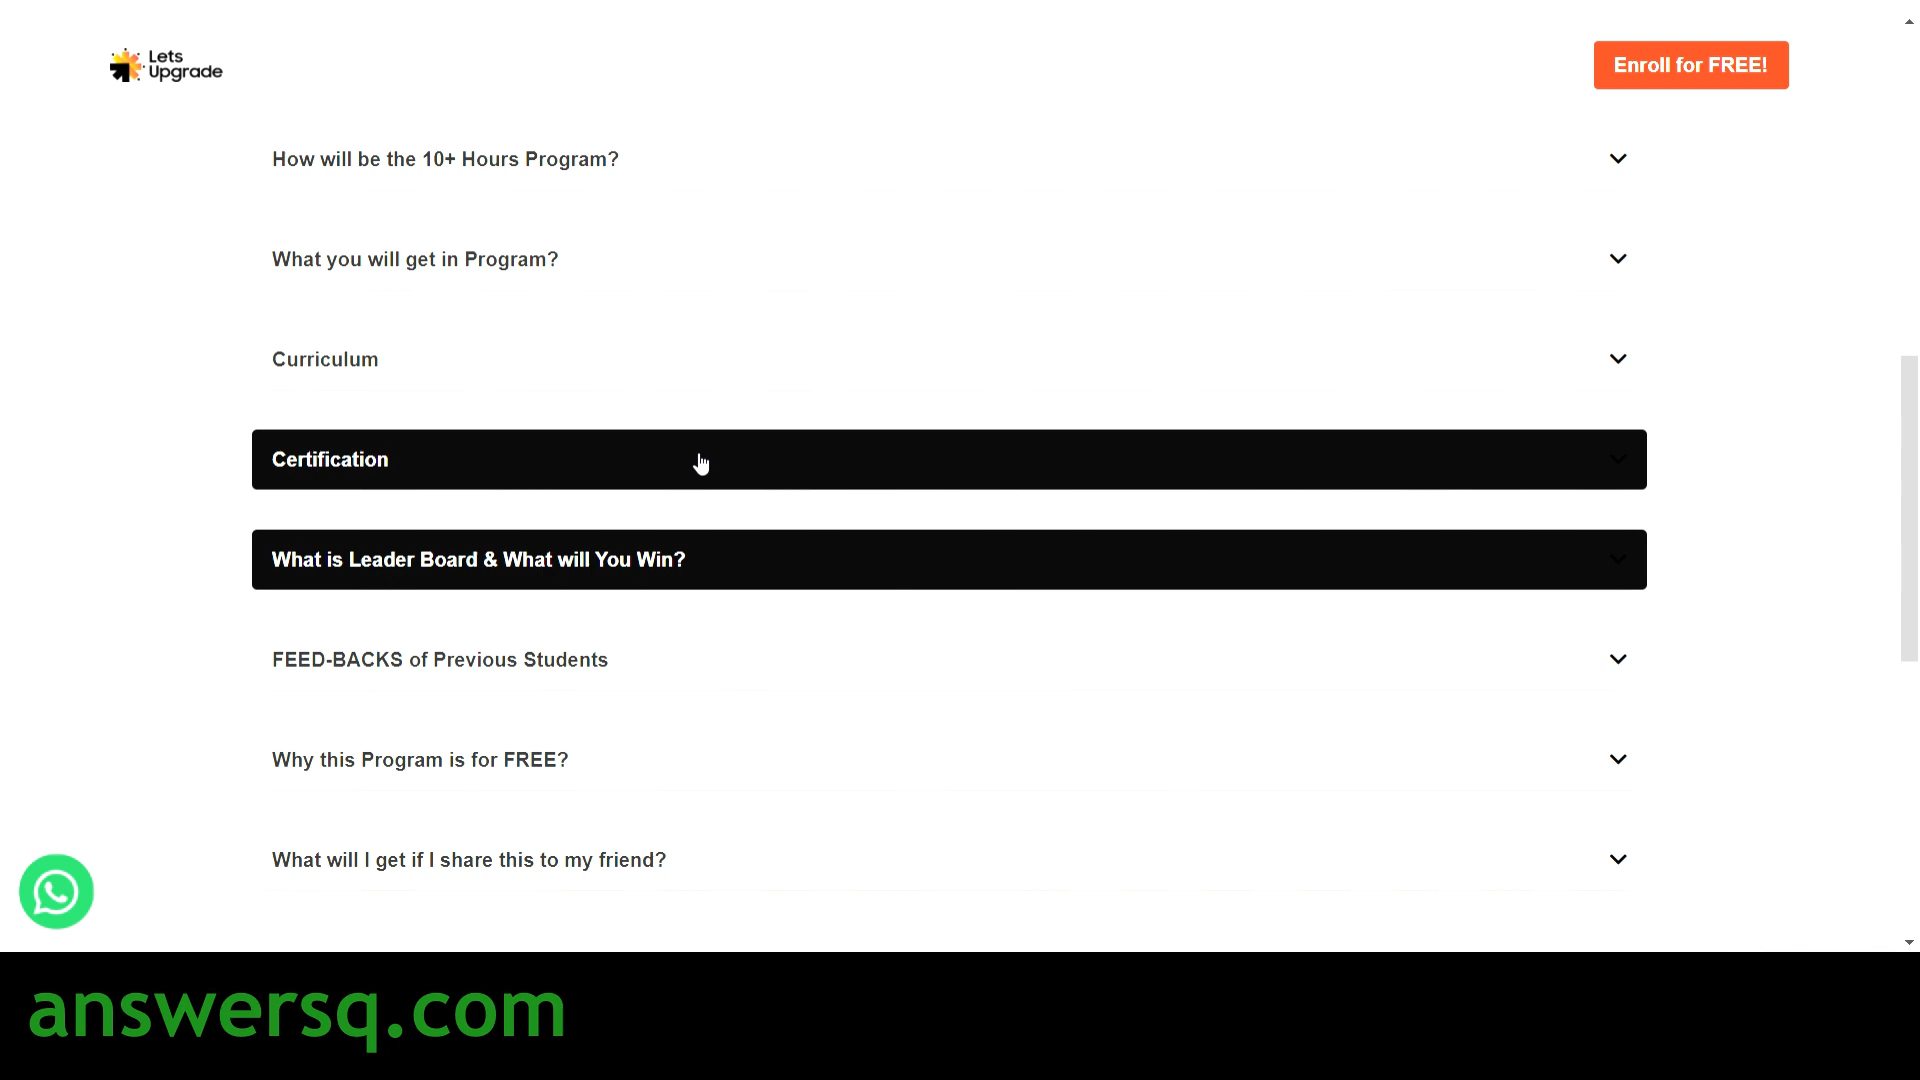 Lets
Upgrade
Enroll for FREE!
How will be the 10+ Hours Program?
What you will get in Program?
Curriculum
Certification
What is Leader Board & What will You Win?
FEED-BACKS of Previous Students
Why this Program is for FREE?
What will I get if I share this to my friend?
answersq.com